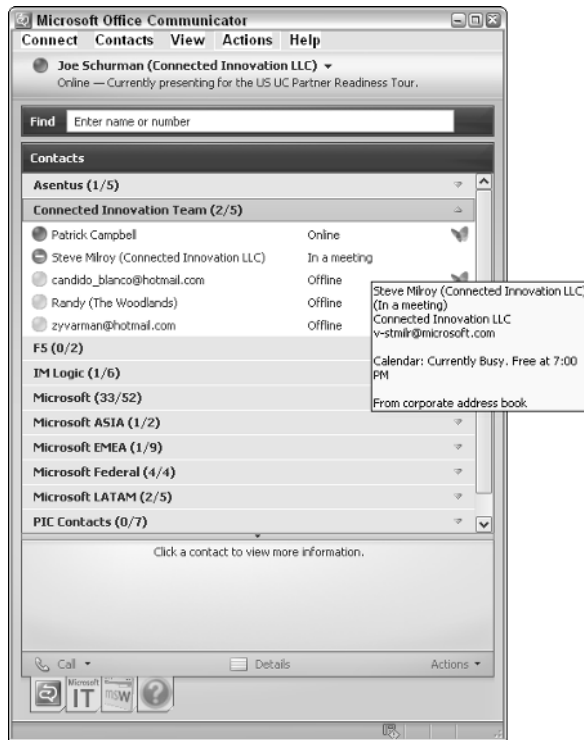 Microsoft Office Communicator
Connect Contacts View Actions Help
Joe Schurman (Connected Innovation LLC)
Online — Currently presenting for the US UC Partner Readiness Tour.
Find Enter name or number
Contacts
Asentus (1/5)
Connected Innovation Team (2/5)
Patrick Campbell Online
Steve Milroy (Connected Innovation LLC) In a meeting
candido_blanco@hotmail.com Offline
Randy (The Woodlands) Offline
zyvarman@hotmail.com Offline
Steve Milroy (Connected Innovation LLC)
(In a meeting)
Connected Innovation LLC
v-stmilr@microsoft.com
Calendar: Currently Busy. Free at 7:00
PM
From corporate address book
F5 (0/2)
IM Logic (1/6)
Microsoft (33/52)
Microsoft ASIA (1/2)
Microsoft EMEA (1/9)
Microsoft Federal (4/4)
Microsoft LATAM (2/5)
PIC Contacts (0/7)
Click a contact to view more information.
Call Details Actions
Microsoft
IT msW ?